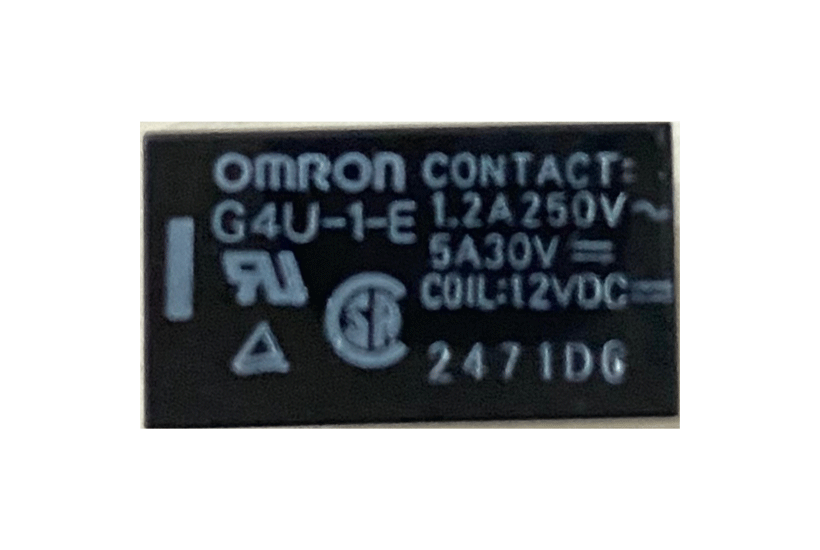 omron
G4U-1-E
CONTACT:
1.2A250V~
5A30V⎓
COIL:12VDC⎓
2471DG